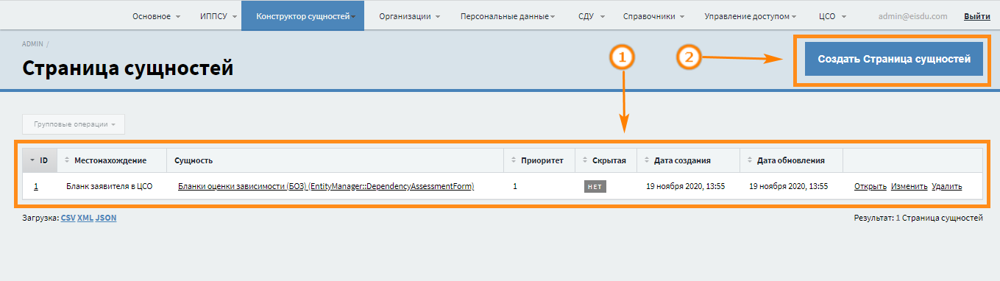 Основное ИППСУ Конструктор сущностей Организации Персональные данные СДУ Справочники Управление доступом ЦСО admin@eisdu.com Выйти
ADMIN /
Страница сущностей
1
2
Создать Страница сущностей
Групповые операции
ID Местонахождение Сущность Приоритет Скрытая Дата создания Дата обновления
1 Бланк заявителя в ЦСО Бланки оценки зависимости (БОЗ) (EntityManager::DependencyAssessmentForm) 1 НЕТ 19 ноября 2020, 13:55 19 ноября 2020, 13:55 Открыть Изменить Удалить
Загрузка: CSV XML JSON Результат: 1 Страница сущностей